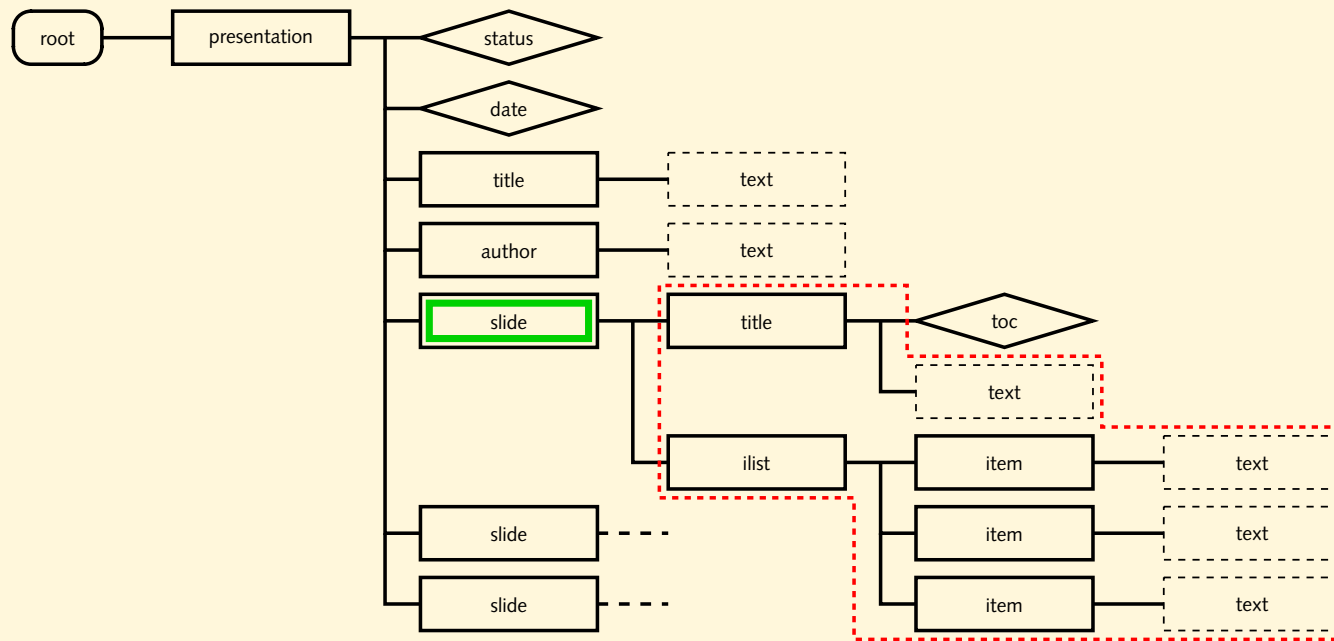 root presentation status
date
title text
author text
slide title toc
text
ilist item text
slide item text
slide item text